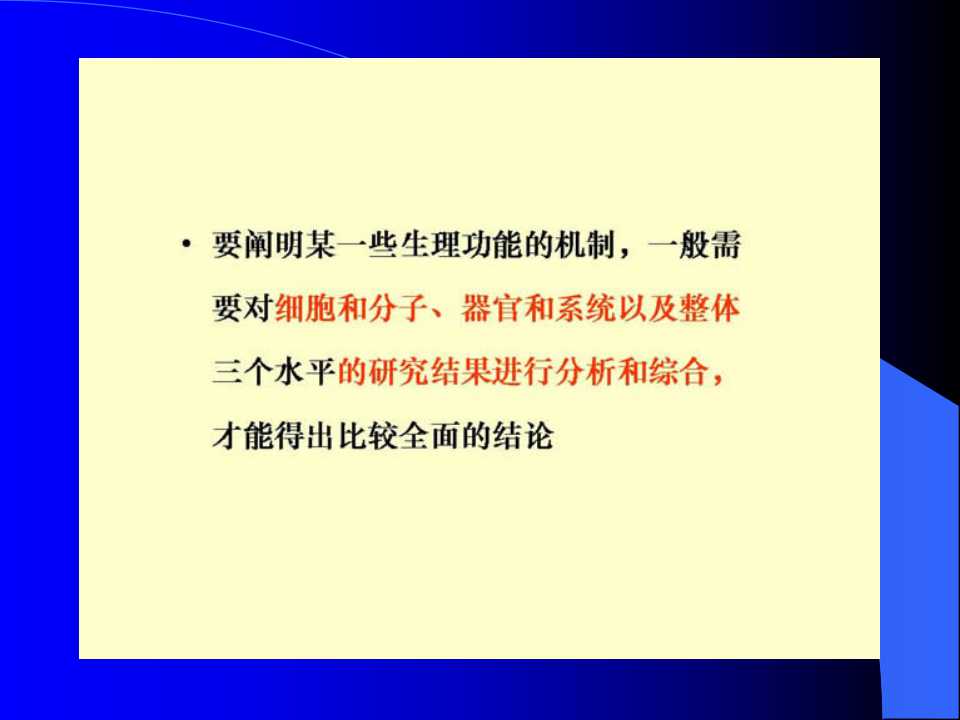 • 要阐明某一些生理功能的机制，一般需
要对细胞和分子、器官和系统以及整体
三个水平的研究结果进行分析和综合，
才能得出比较全面的结论